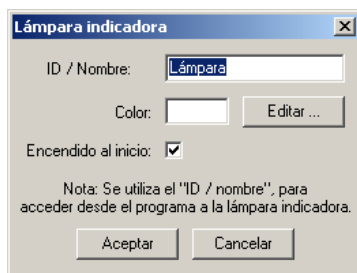 Lámpara indicadora
ID / Nombre: Lámpara
Color: Editar ...
Encendido al inicio:
Nota: Se utiliza el "ID / nombre", para
acceder desde el programa a la lámpara indicadora.
Aceptar Cancelar